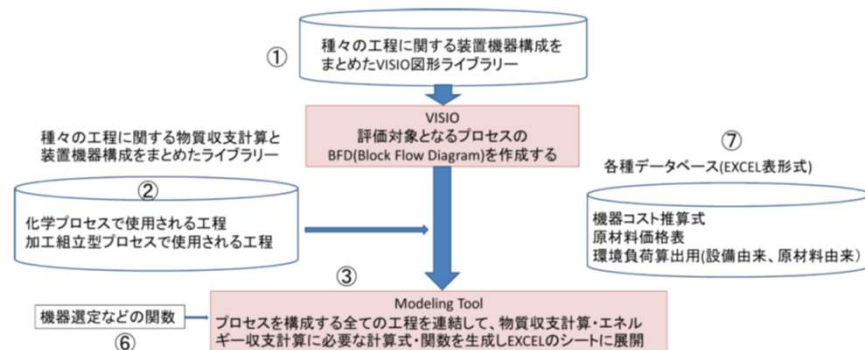 ①
種々の工程に関する装置機器構成を
まとめたVISIO図形ライブラリー
VISIO
評価対象となるプロセスの
BFD(Block Flow Diagram)を作成する
種々の工程に関する物質収支計算と
装置機器構成をまとめたライブラリー
②
化学プロセスで使用される工程
加工組立型プロセスで使用される工程
⑦
各種データベース(EXCEL表形式)
機器コスト推算式
原材料価格表
環境負荷算出用(設備由来、原材料由来)
③
Modeling Tool
プロセスを構成する全ての工程を連結して、物質収支計算・エネル
ギー収支計算に必要な計算式・関数を生成しEXCELのシートに展開
機器選定などの関数
⑥